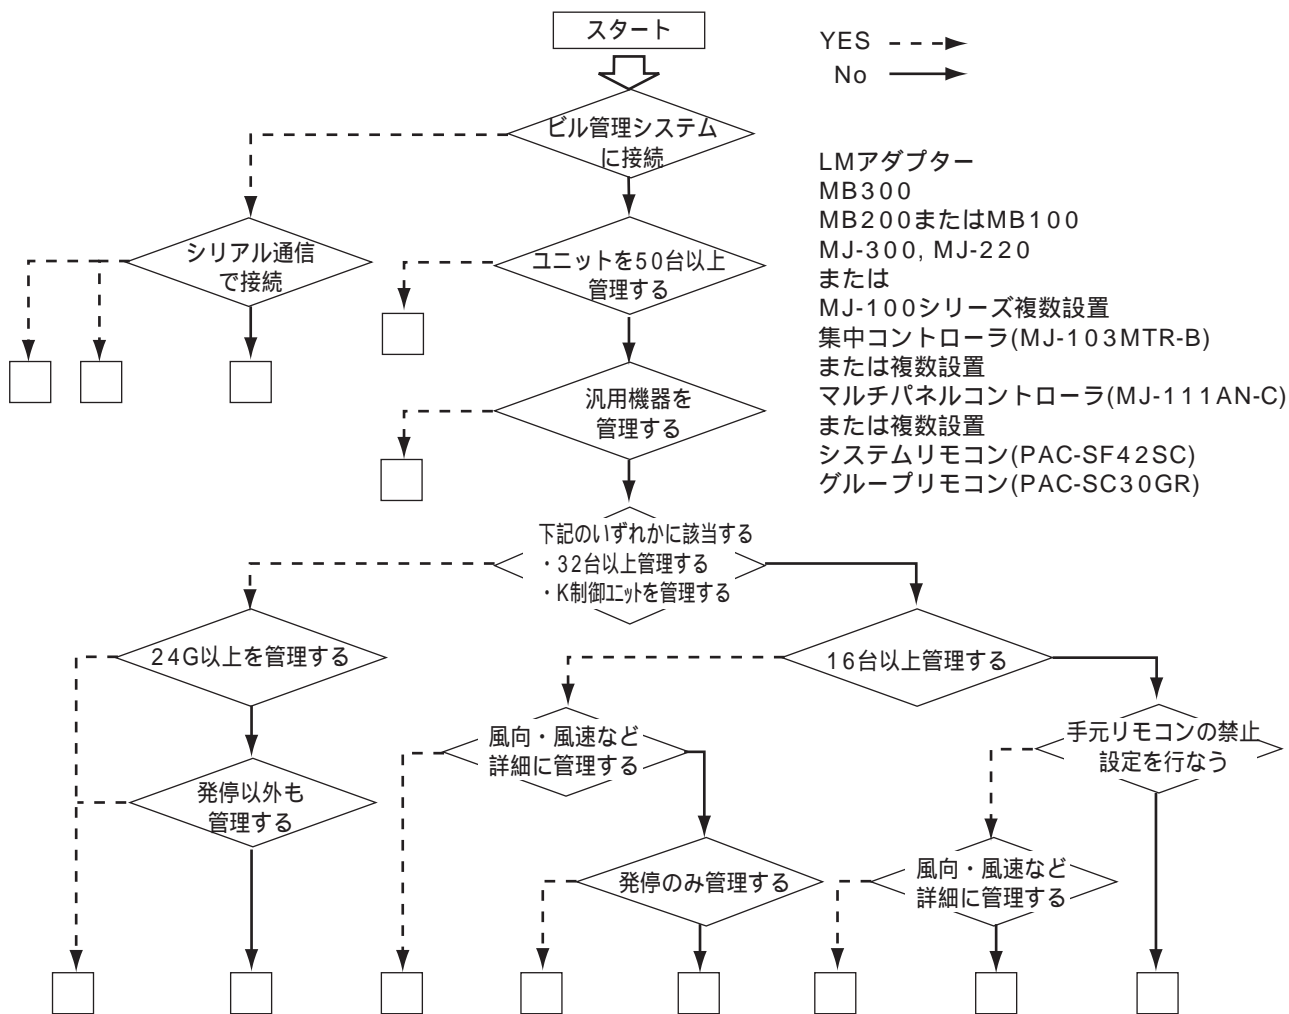 スタート
YES
No
ビル管理システム
に接続
LMアダプター
MB300
MB200またはMB100
MJ-300, MJ-220
または
MJ-100シリーズ複数設置
集中コントローラ(MJ-103MTR-B)
または複数設置
マルチパネルコントローラ(MJ-111AN-C)
または複数設置
システムリモコン(PAC-SF42SC)
グループリモコン(PAC-SC30GR)
シリアル通信
で接続
ユニットを50台以上
管理する
汎用機器を
管理する
下記のいずれかに該当する
・32台以上管理する
・K制御ユニットを管理する
24G以上を管理する
16台以上管理する
風向・風速など
詳細に管理する
手元リモコンの禁止
設定を行なう
発停以外も
管理する
発停のみ管理する
風向・風速など
詳細に管理する